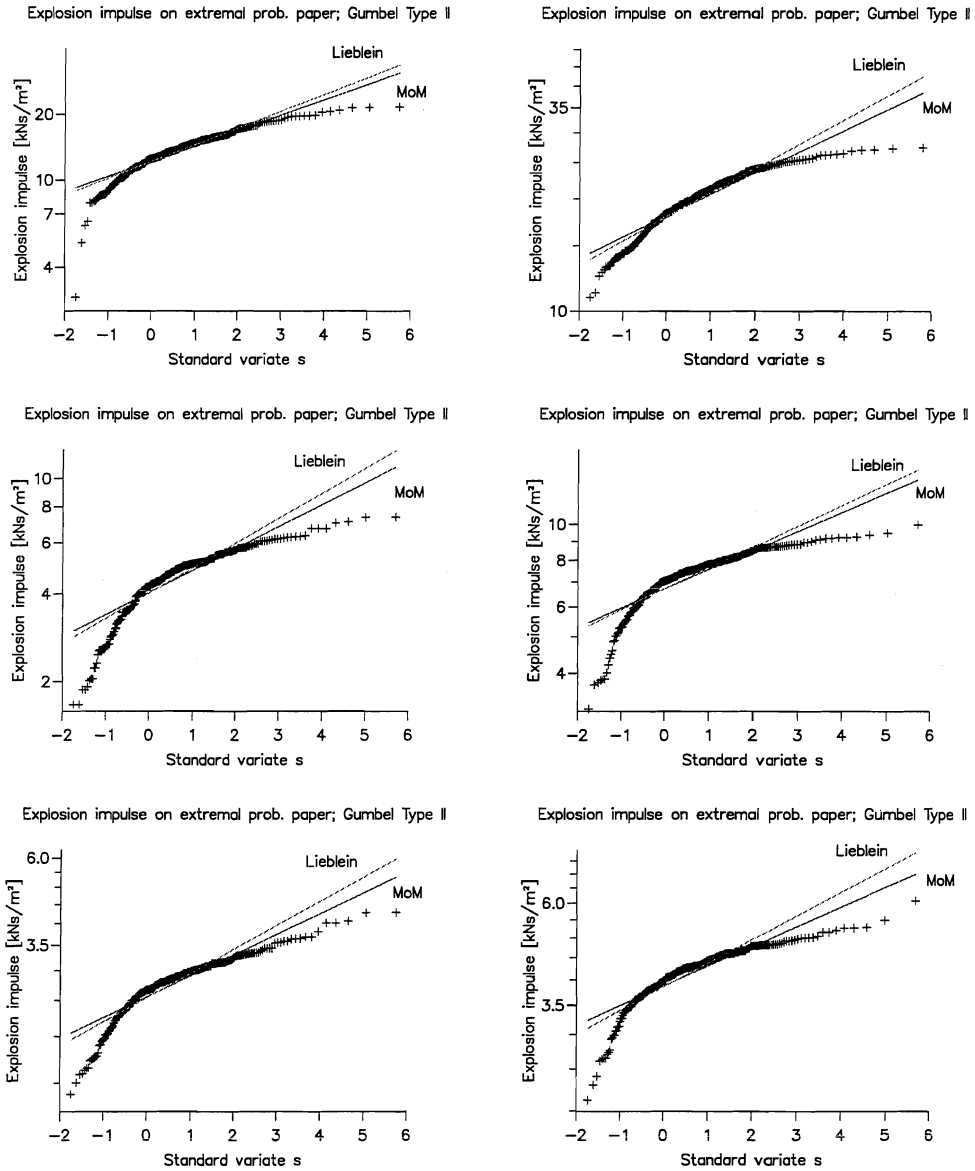 Explosion impulse on extremal prob. paper; Gumbel Type II
Explosion impulse [kNs/m²]
20
10
7
4
Lieblein
MoM
−2 −1 0 1 2 3 4 5 6
Standard variate s
Explosion impulse on extremal prob. paper; Gumbel Type II
Explosion impulse [kNs/m²]
35
10
Lieblein
MoM
−2 −1 0 1 2 3 4 5 6
Standard variate s
Explosion impulse on extremal prob. paper; Gumbel Type II
Explosion impulse [kNs/m²]
10
8
6
4
2
Lieblein
MoM
−2 −1 0 1 2 3 4 5 6
Standard variate s
Explosion impulse on extremal prob. paper; Gumbel Type II
Explosion impulse [kNs/m²]
10
8
6
4
Lieblein
MoM
−2 −1 0 1 2 3 4 5 6
Standard variate s
Explosion impulse on extremal prob. paper; Gumbel Type II
Explosion impulse [kNs/m²]
6.0
3.5
Lieblein
MoM
−2 −1 0 1 2 3 4 5 6
Standard variate s
Explosion impulse on extremal prob. paper; Gumbel Type II
Explosion impulse [kNs/m²]
6.0
3.5
Lieblein
MoM
−2 −1 0 1 2 3 4 5 6
Standard variate s